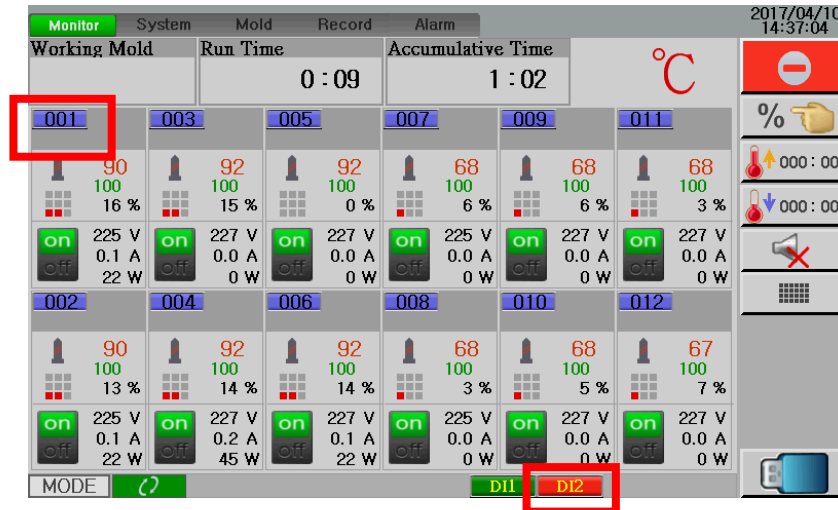 Monitor System Mold Record Alarm
2017/04/10
14:37:04
Working Mold Run Time Accumulative Time
0:09 1:02 °C
001 003 005 007 009 011
90 92 92 68 68 68
100 100 100 100 100 100
16 % 15 % 0 % 6 % 6 % 3 %
on 225 V on 227 V on 227 V on 225 V on 227 V on 227 V
0.1 A 0.0 A 0.0 A 0.0 A 0.0 A 0.0 A
off 22 W off 0 W off 0 W off 0 W off 0 W off 0 W
002 004 006 008 010 012
90 92 92 68 68 67
100 100 100 100 100 100
13 % 14 % 14 % 3 % 5 % 7 %
on 225 V on 227 V on 227 V on 225 V on 227 V on 227 V
0.1 A 0.2 A 0.1 A 0.0 A 0.0 A 0.0 A
off 22 W off 45 W off 22 W off 0 W off 0 W off 0 W
MODE DI1 DI2
%
000:00
000:00